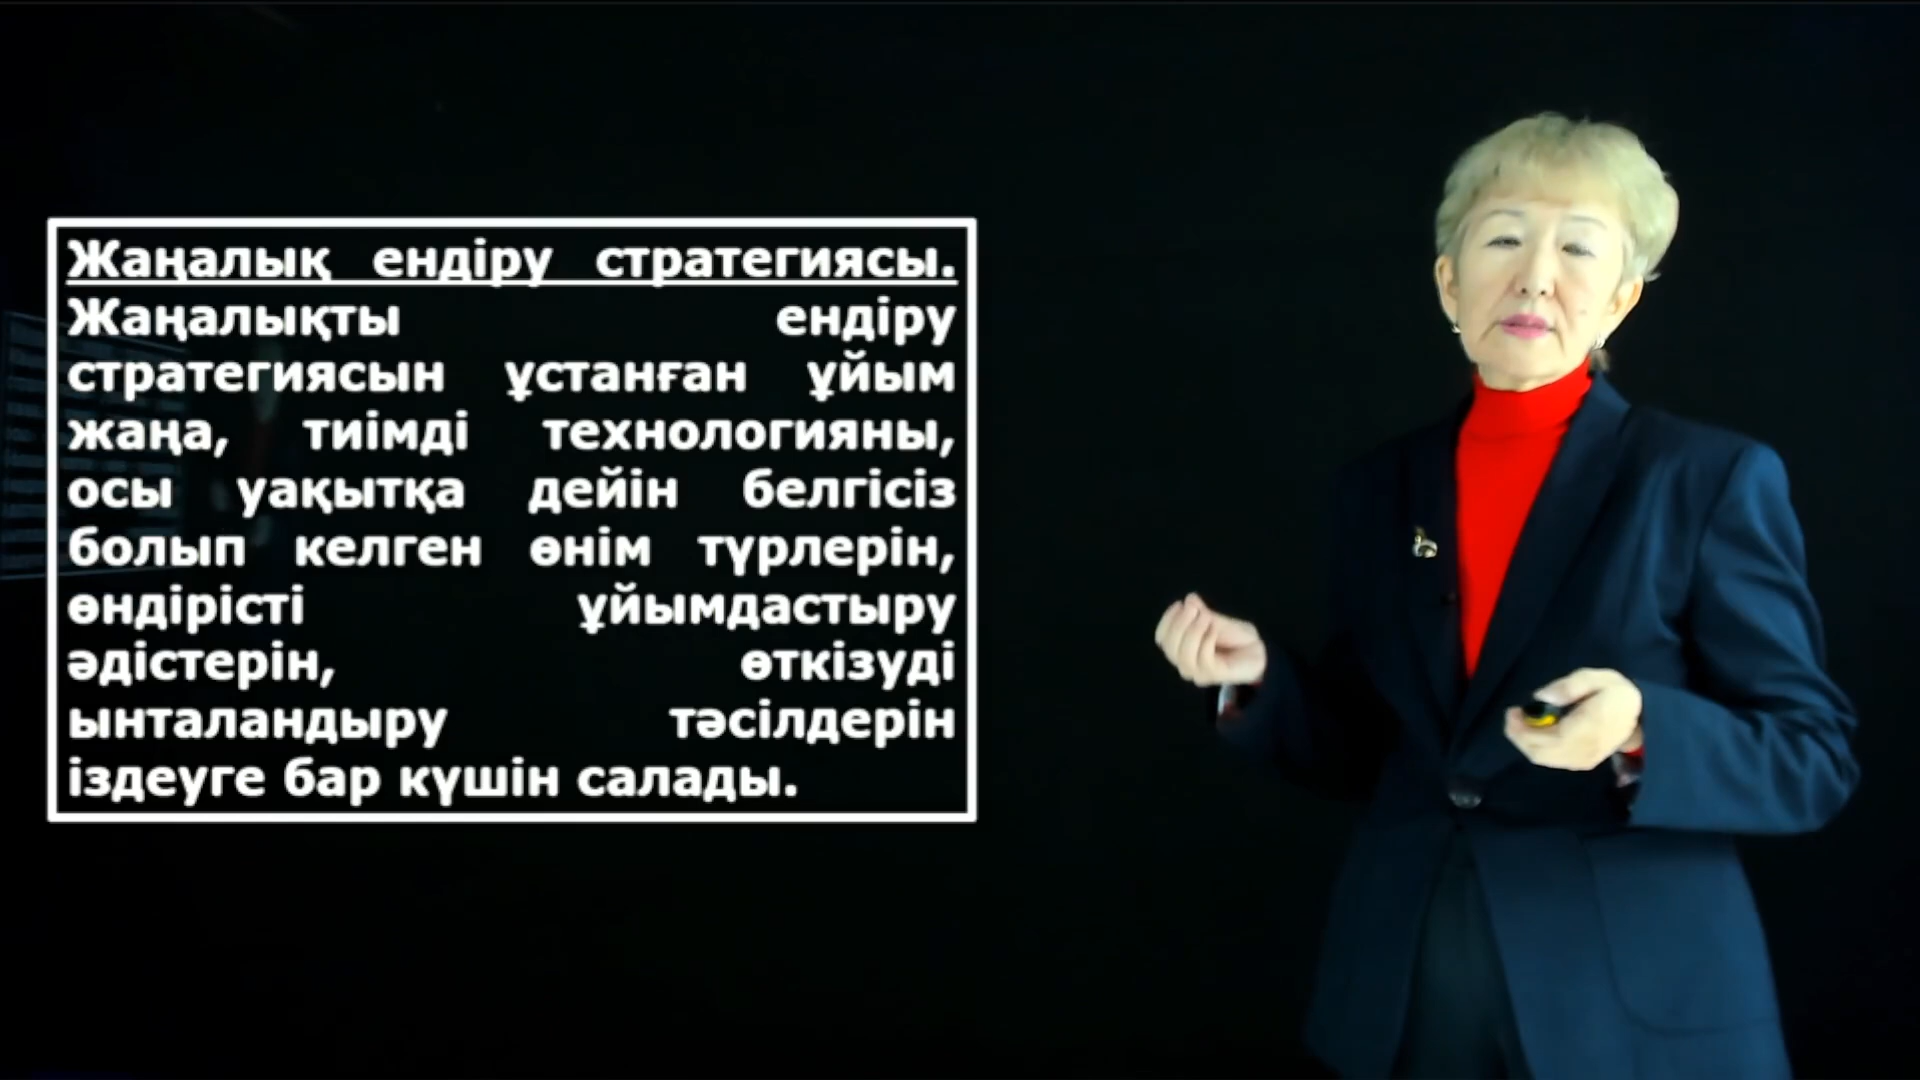 Жаңалық ендіру стратегиясы.
Жаңалықты ендіру
стратегиясын ұстанған ұйым
жаңа, тиімді технологияны,
осы уақытқа дейін белгісіз
болып келген өнім түрлерін,
өндірісті ұйымдастыру
әдістерін, өткізуді
ынталандыру тәсілдерін
іздеуге бар күшін салады.